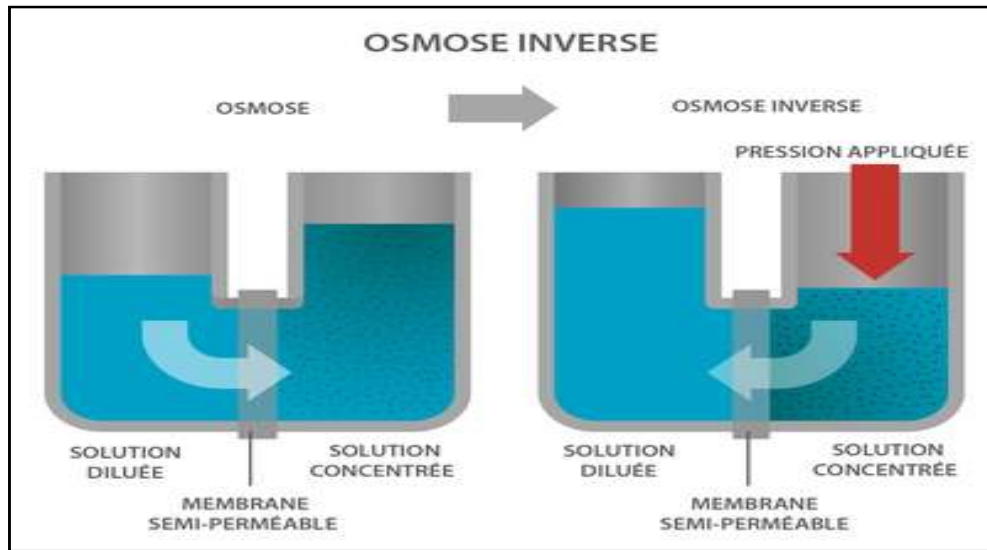 OSMOSE INVERSE
OSMOSE
OSMOSE INVERSE
PRESSION APPLIQUÉE
SOLUTION
DILUÉE
SOLUTION
CONCENTRÉE
MEMBRANE
SEMI-PERMÉABLE
SOLUTION
DILUÉE
SOLUTION
CONCENTRÉE
MEMBRANE
SEMI-PERMÉABLE